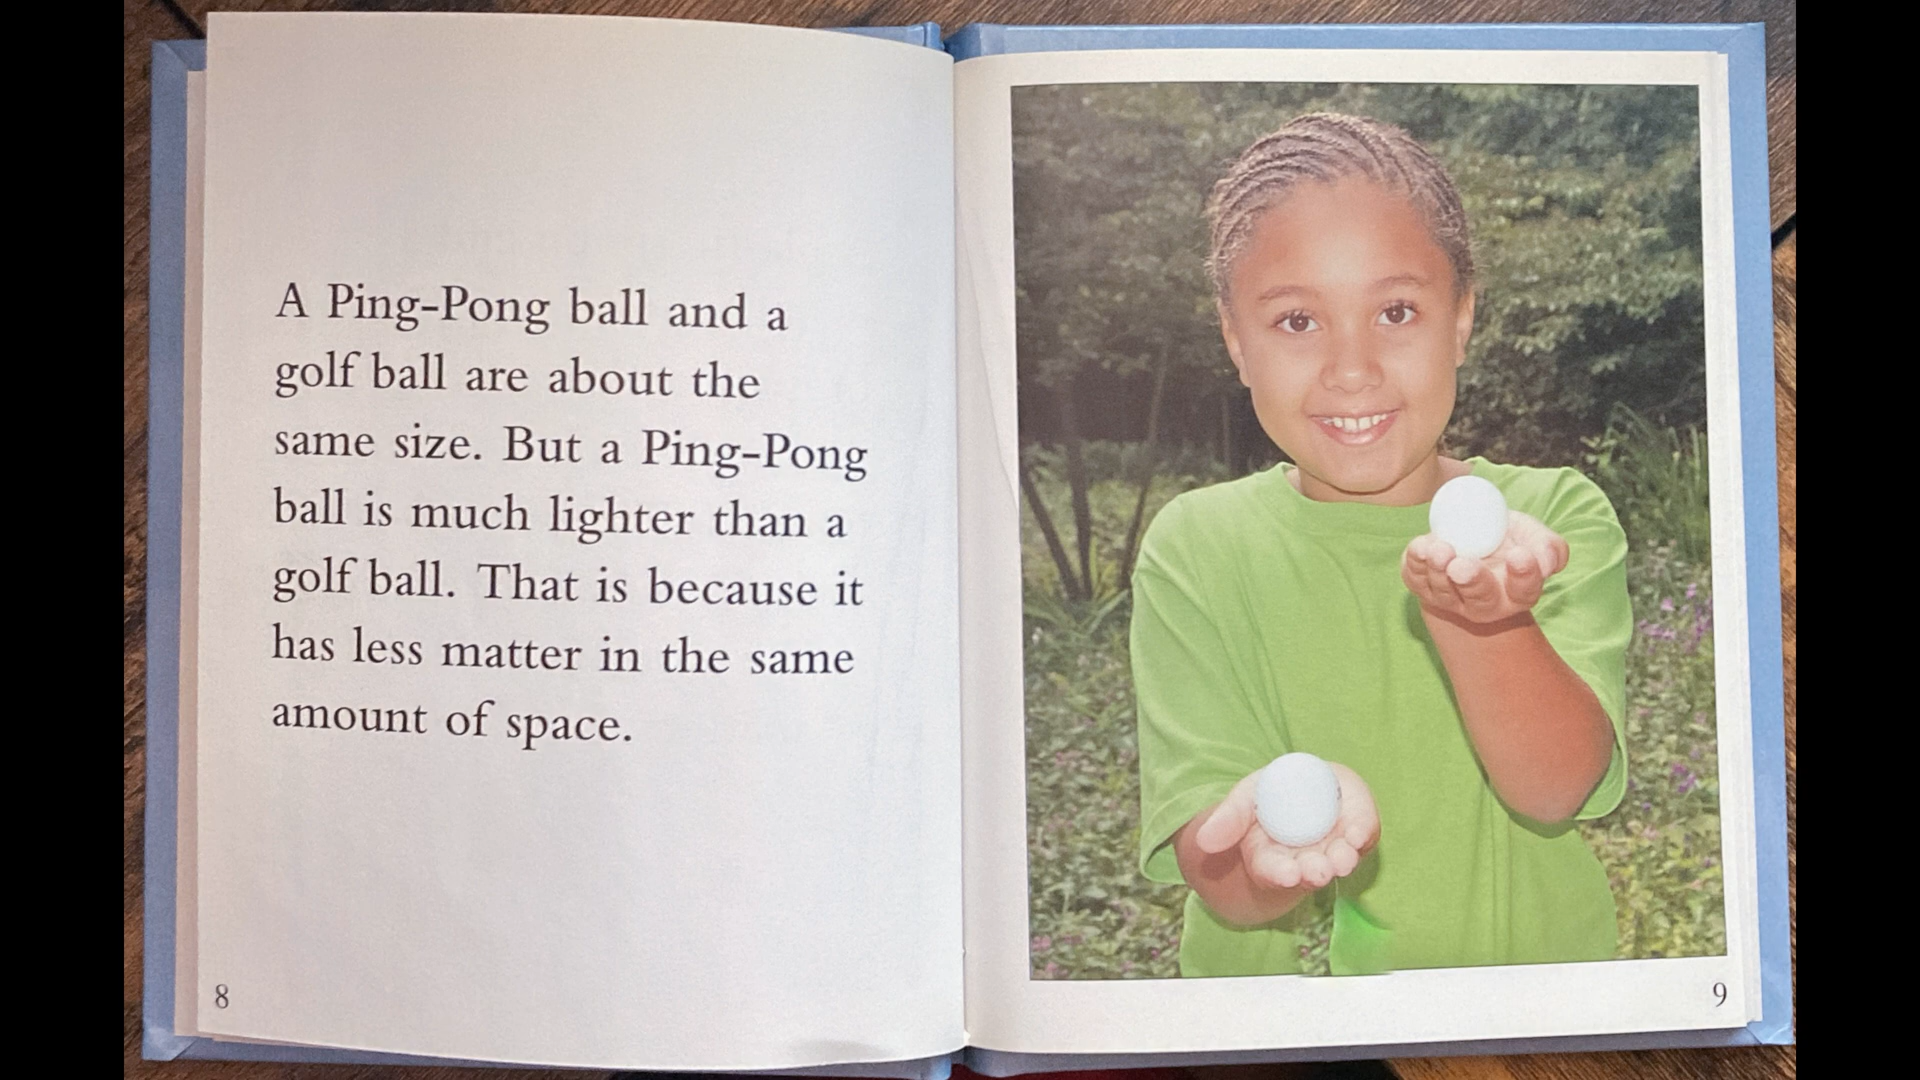 A Ping-Pong ball and a
golf ball are about the
same size. But a Ping-Pong
ball is much lighter than a
golf ball. That is because it
has less matter in the same
amount of space.
8
9